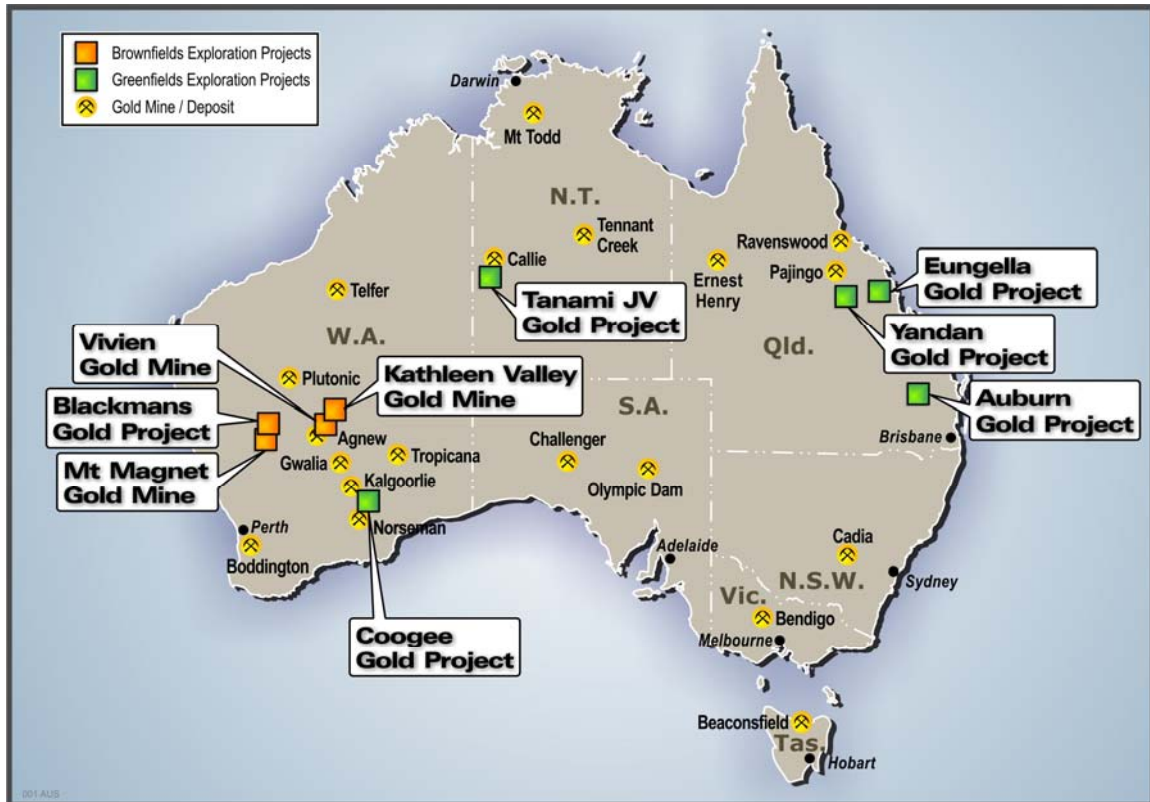 Brownfields Exploration Projects
Greenfields Exploration Projects
Gold Mine / Deposit
Darwin
Mt Todd
N.T.
Tennant
Creek
Callie
Tanami JV
Gold Project
Telfer
W.A.
Ravenswood
Pajingo
Ernest
Henry
Eungella
Gold Project
Yandan
Gold Project
Qld.
Auburn
Gold Project
Brisbane
Vivien
Gold Mine
Plutonic
Kathleen Valley
Gold Mine
Blackmans
Gold Project
Mt Magnet
Gold Mine
Agnew
Gwalia
Tropicana
Kalgoorlie
Norseman
Perth
Boddington
Coogee
Gold Project
S.A.
Challenger
Olympic Dam
Adelaide
Cadia
N.S.W.
Sydney
Vic.
Bendigo
Melbourne
Beaconsfield
Tas.
Hobart
001 AUS